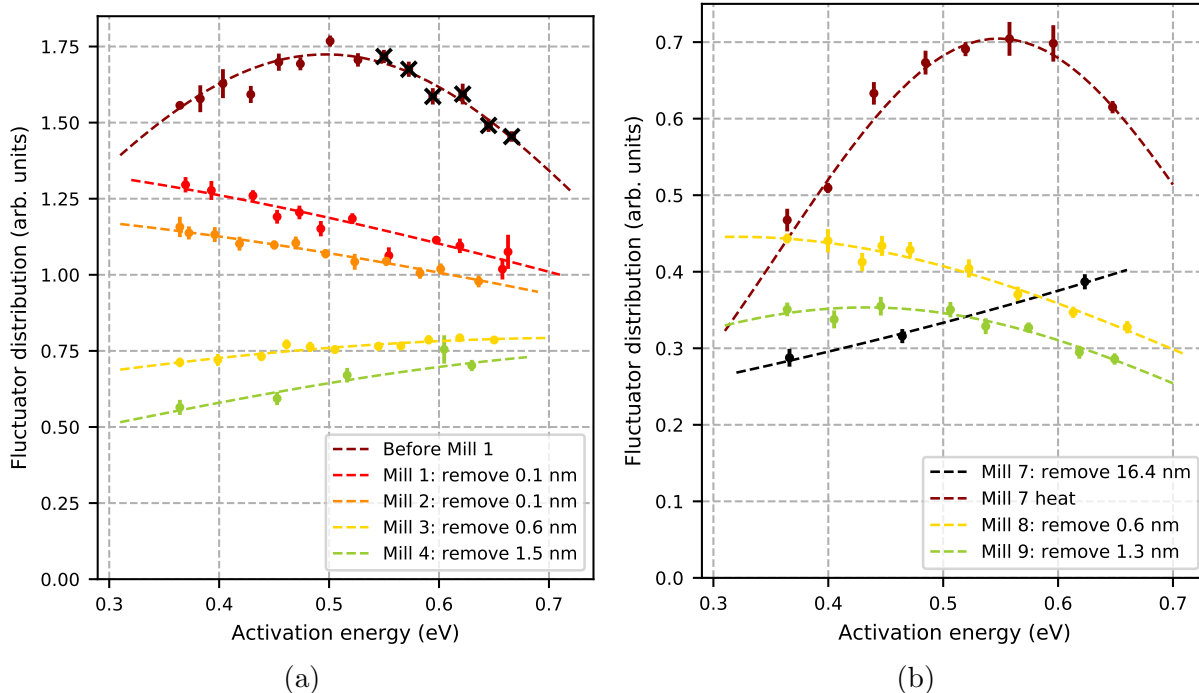 Fluctuator distribution (arb. units)
1.75
1.50
1.25
1.00
0.75
0.50
0.25
0.00
0.3 0.4 0.5 0.6 0.7
Activation energy (eV)
Before Mill 1
Mill 1: remove 0.1 nm
Mill 2: remove 0.1 nm
Mill 3: remove 0.6 nm
Mill 4: remove 1.5 nm
(a)
Fluctuator distribution (arb. units)
0.7
0.6
0.5
0.4
0.3
0.2
0.1
0.0
0.3 0.4 0.5 0.6 0.7
Activation energy (eV)
Mill 7: remove 16.4 nm
Mill 7 heat
Mill 8: remove 0.6 nm
Mill 9: remove 1.3 nm
(b)